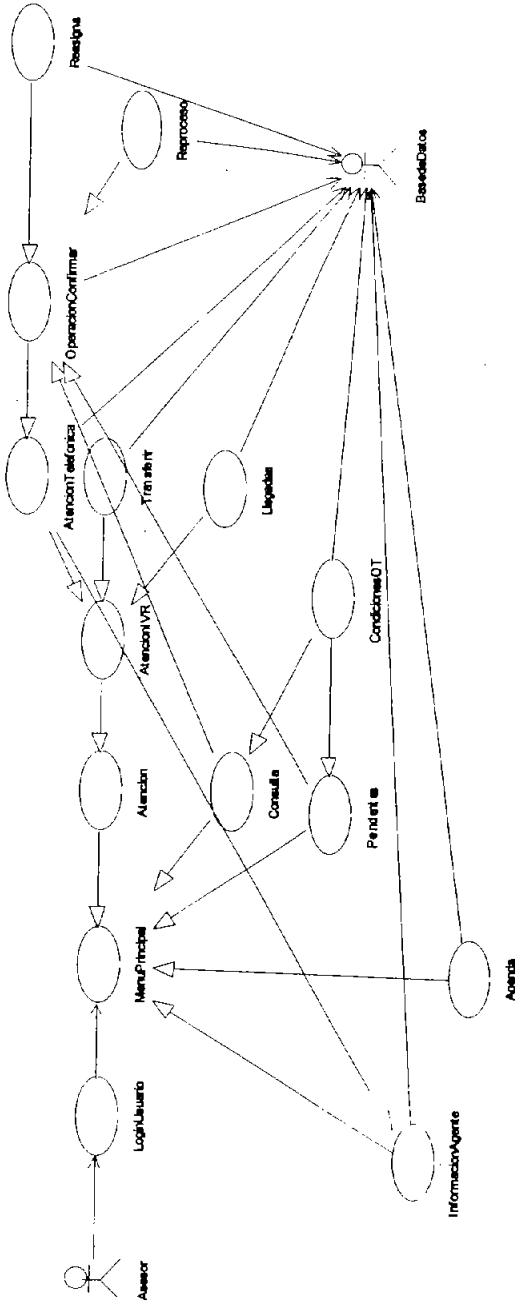 Asesor
LoginUsuario
MenuPrincipal
Atencion
AtencionIVR
AtencionTelefonica
OperacionConfirmar
Reasigna
Reproceso
Transferir
Llegadas
Consulta
Pendientes
CondicionesOT
BasedeDatos
InformacionAgente
Agenda